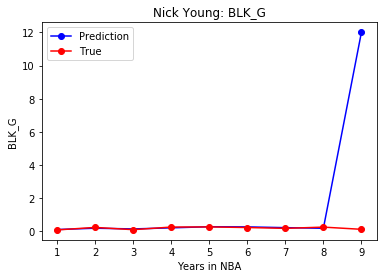 Nick Young: BLK_G
Prediction
True
BLK_G
12
10
8
6
4
2
0
1 2 3 4 5 6 7 8 9
Years in NBA